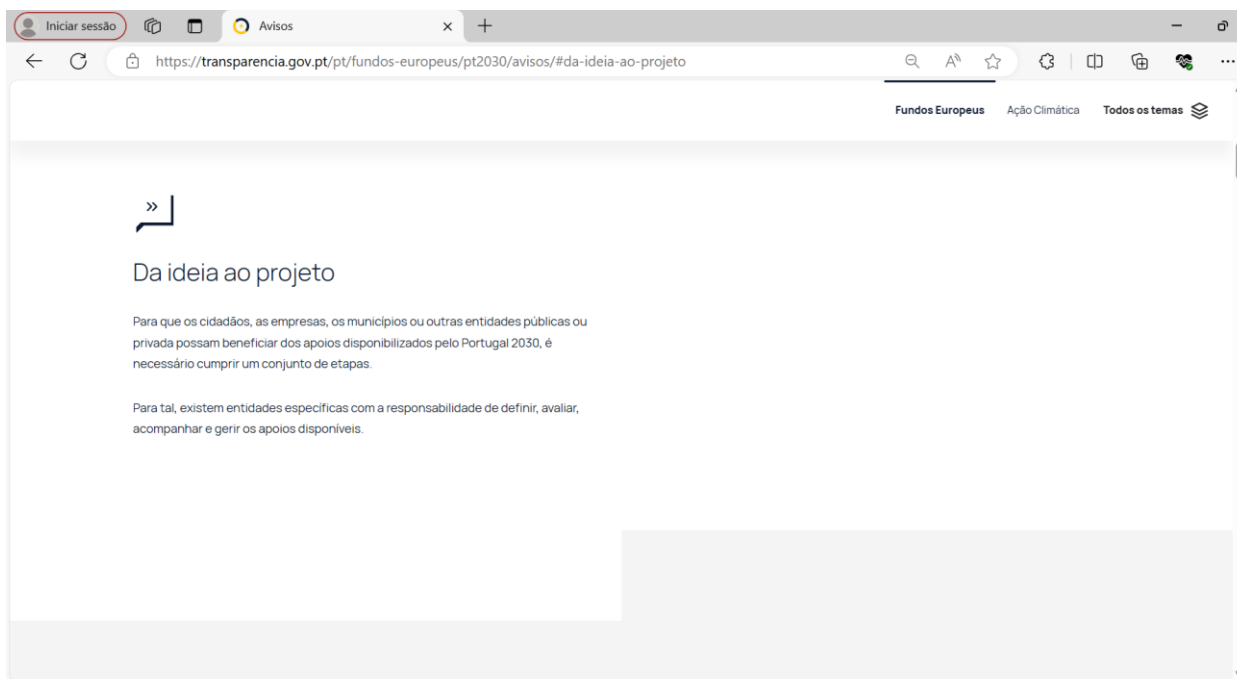 Iniciar sessão
Avisos
https://transparencia.gov.pt/pt/fundos-europeus/pt2030/avisos/#da-ideia-ao-projeto
Fundos Europeus Ação Climática Todos os temas
Da ideia ao projeto
Para que os cidadãos, as empresas, os municípios ou outras entidades públicas ou
privada possam beneficiar dos apoios disponibilizados pelo Portugal 2030, é
necessário cumprir um conjunto de etapas.
Para tal, existem entidades específicas com a responsabilidade de definir, avaliar,
acompanhar e gerir os apoios disponíveis.